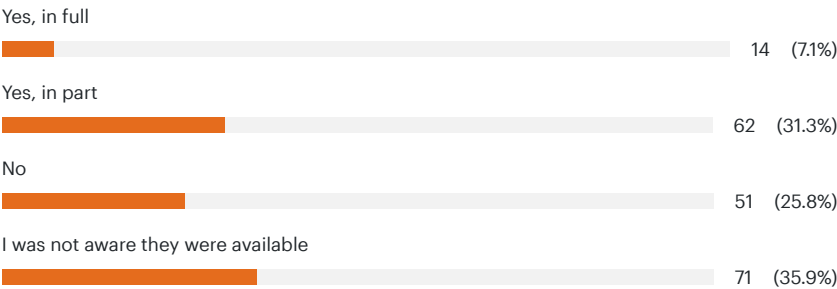 Yes, in full
14 (7.1%)
Yes, in part
62 (31.3%)
No
51 (25.8%)
I was not aware they were available
71 (35.9%)